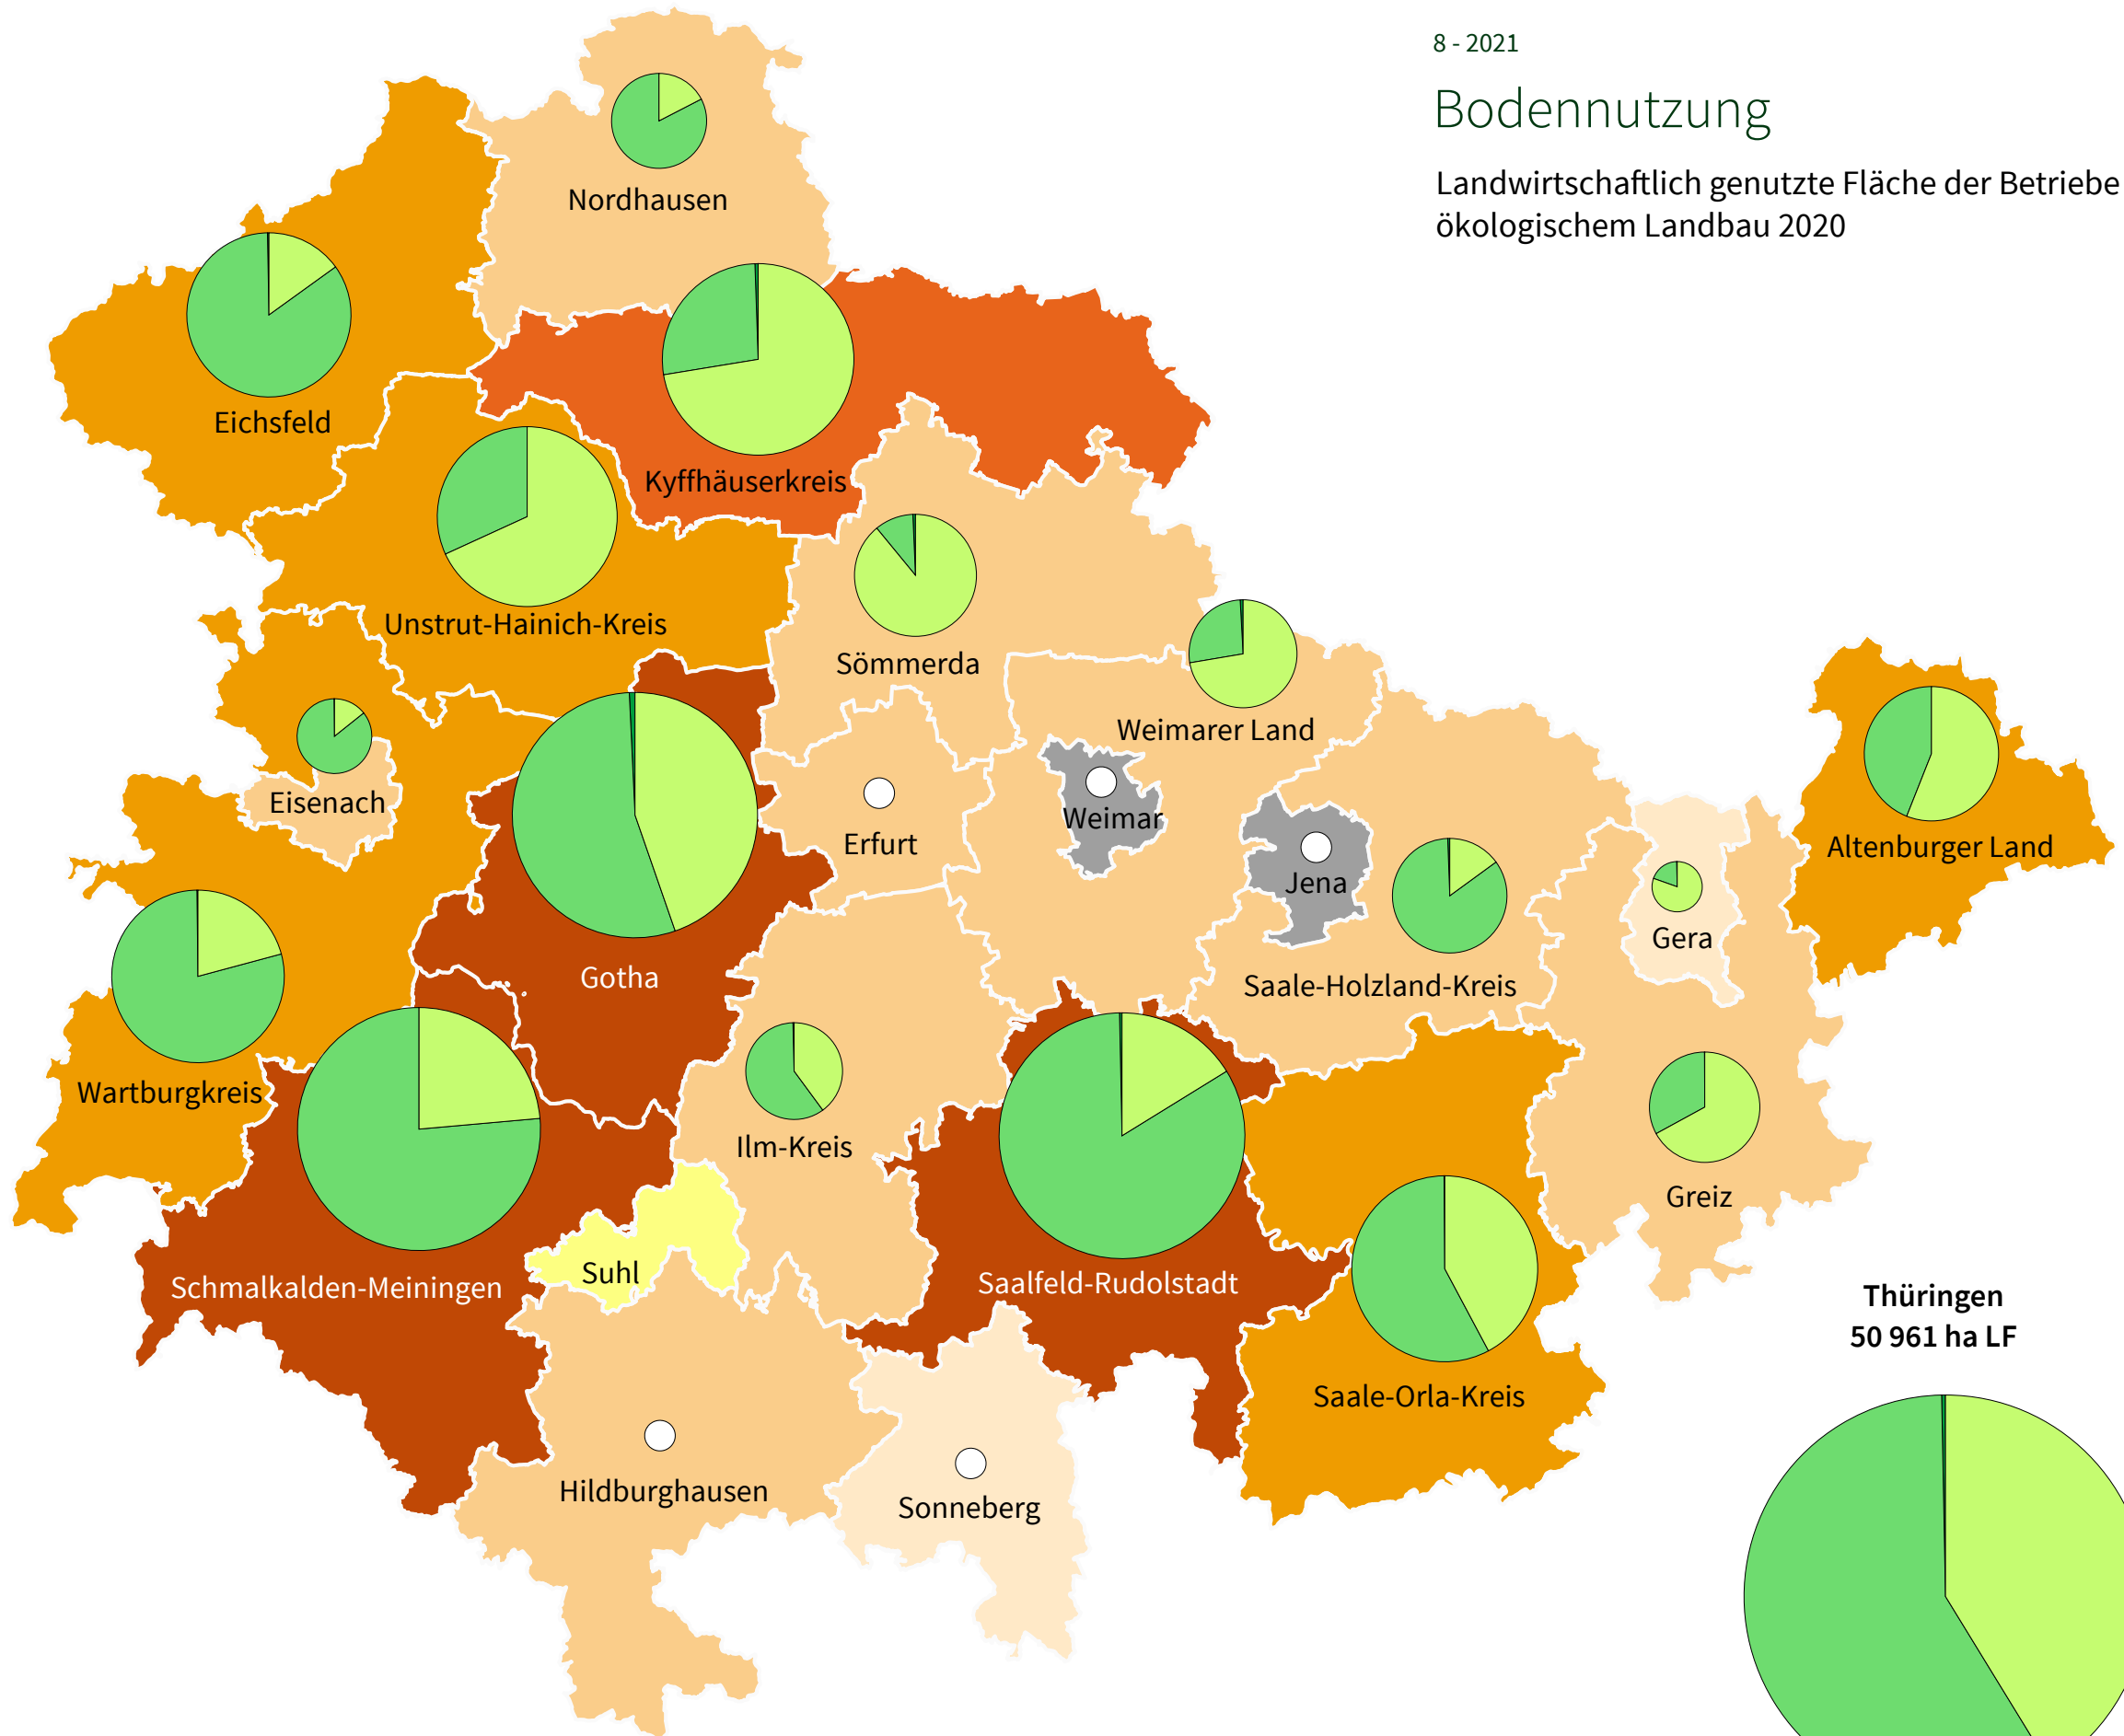 8 - 2021
Bodennutzung
Landwirtschaftlich genutzte Fläche der Betriebe
ökologischem Landbau 2020
Nordhausen
Eichsfeld
Kyffhäuserkreis
Unstrut-Hainich-Kreis
Sömmerda
Weimarer Land
Eisenach
Weimar
Erfurt
Altenburger Land
Jena
Gera
Gotha
Saale-Holzland-Kreis
Wartburgkreis
Ilm-Kreis
Greiz
Suhl
Schmalkalden-Meiningen
Saalfeld-Rudolstadt
Thüringen
50 961 ha LF
Saale-Orla-Kreis
Hildburghausen
Sonneberg